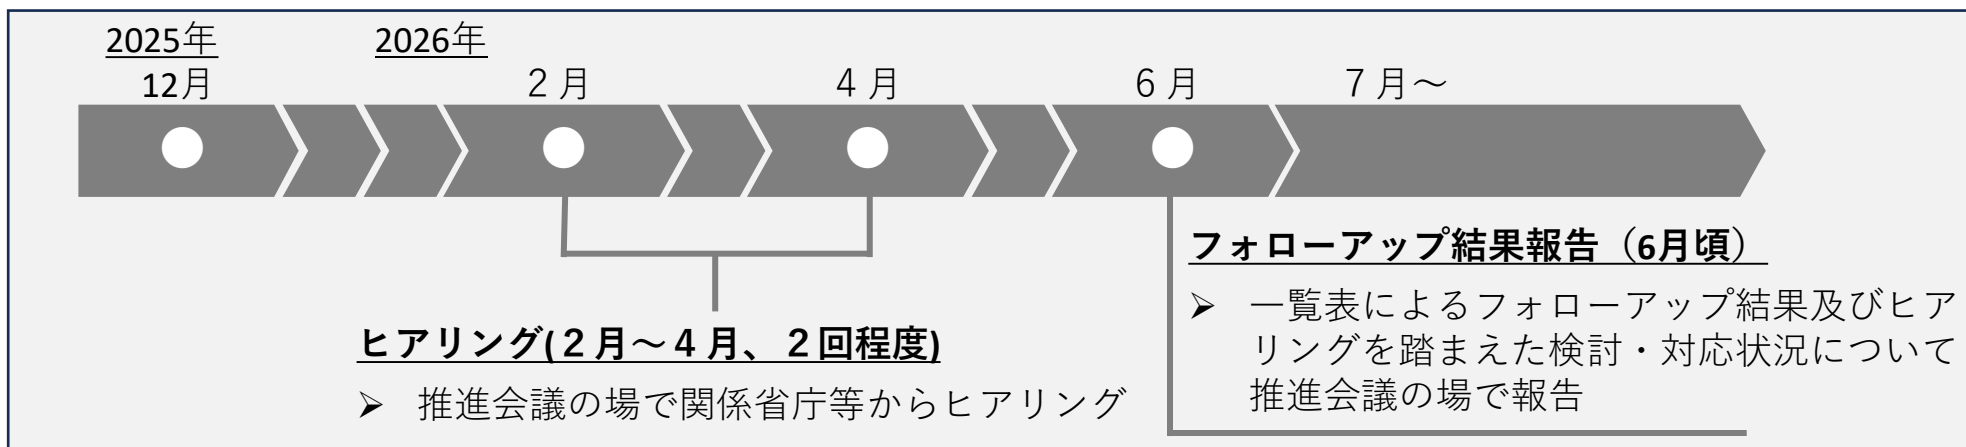 2025年
2026年
12月
２月
４月
６月
７月～
フォローアップ結果報告（6月頃）
➢ 一覧表によるフォローアップ結果及びヒア
リングを踏まえた検討・対応状況について
推進会議の場で報告
ヒアリング(２月～４月、２回程度)
➢ 推進会議の場で関係省庁等からヒアリング